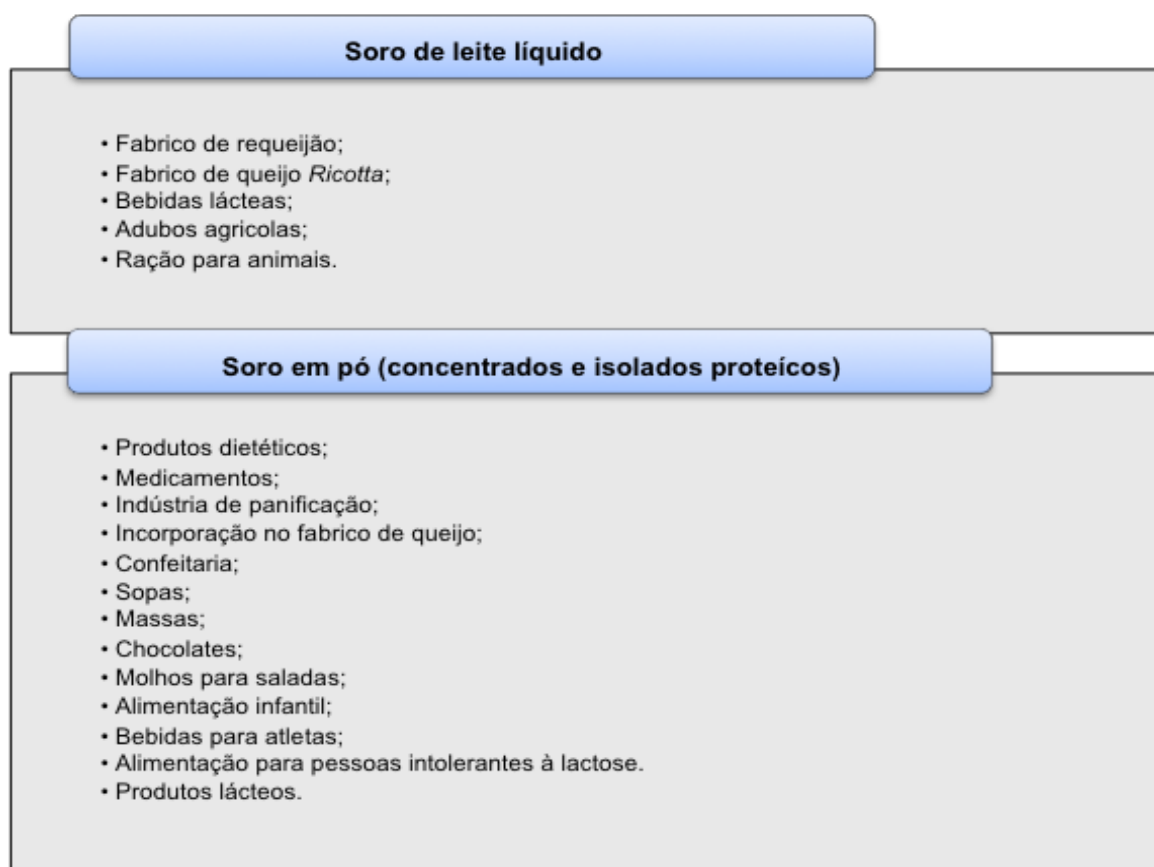 Soro de leite líquido
• Fabrico de requeijão;
• Fabrico de queijo Ricotta;
• Bebidas lácteas;
• Adubos agricolas;
• Ração para animais.
Soro em pó (concentrados e isolados proteícos)
• Produtos dietéticos;
• Medicamentos;
• Indústria de panificação;
• Incorporação no fabrico de queijo;
• Confeitaria;
• Sopas;
• Massas;
• Chocolates;
• Molhos para saladas;
• Alimentação infantil;
• Bebidas para atletas;
• Alimentação para pessoas intolerantes à lactose.
• Produtos lácteos.